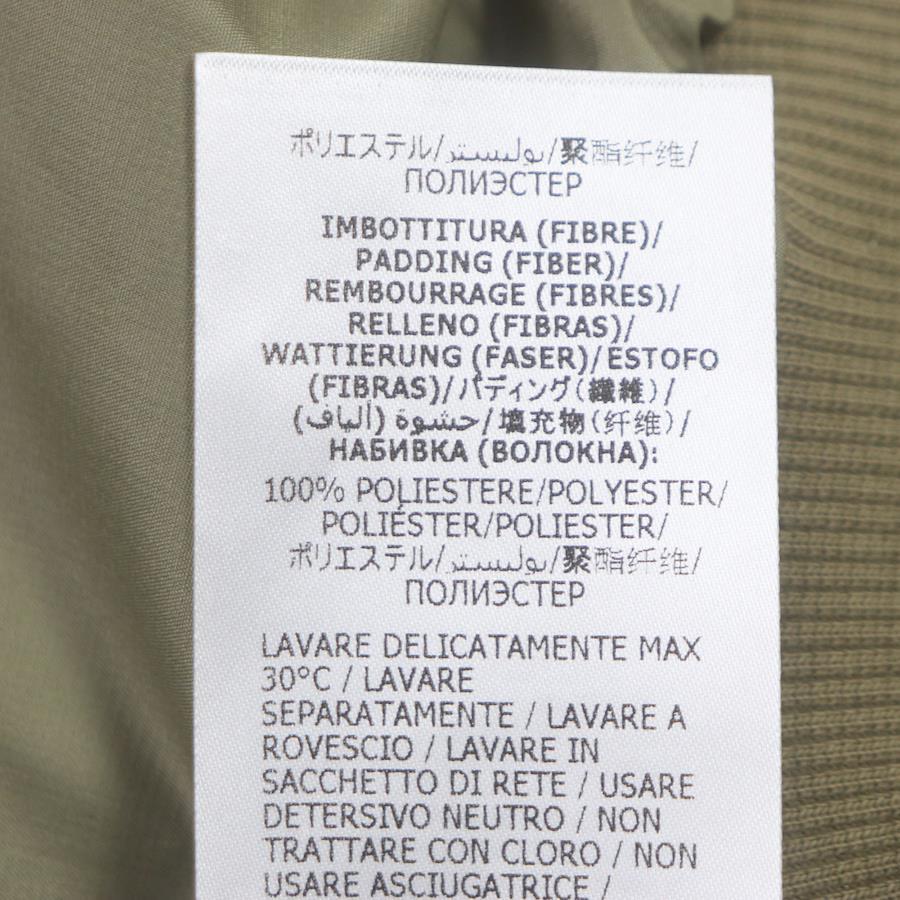 ポリエステル/بوليستر/聚酯纤维/
ПОЛИЭСТЕР
IMBOTTITURA (FIBRE)/
PADDING (FIBER)/
REMBOURRAGE (FIBRES)/
RELLENO (FIBRAS)/
WATTIERUNG (FASER)/ESTOFO
(FIBRAS)/パディング(繊維)/
حشوة (ألياف)/填充物(纤维)/
НАБИВКА (ВОЛОКНА):
100% POLIESTERE/POLYESTER/
POLIÉSTER/POLIESTER/
ポリエステル/بوليستر/聚酯纤维/
ПОЛИЭСТЕР
LAVARE DELICATAMENTE MAX
30°C / LAVARE
SEPARATAMENTE / LAVARE A
ROVESCIO / LAVARE IN
SACCHETTO DI RETE / USARE
DETERSIVO NEUTRO / NON
TRATTARE CON CLORO / NON
USARE ASCIUGATRICE /